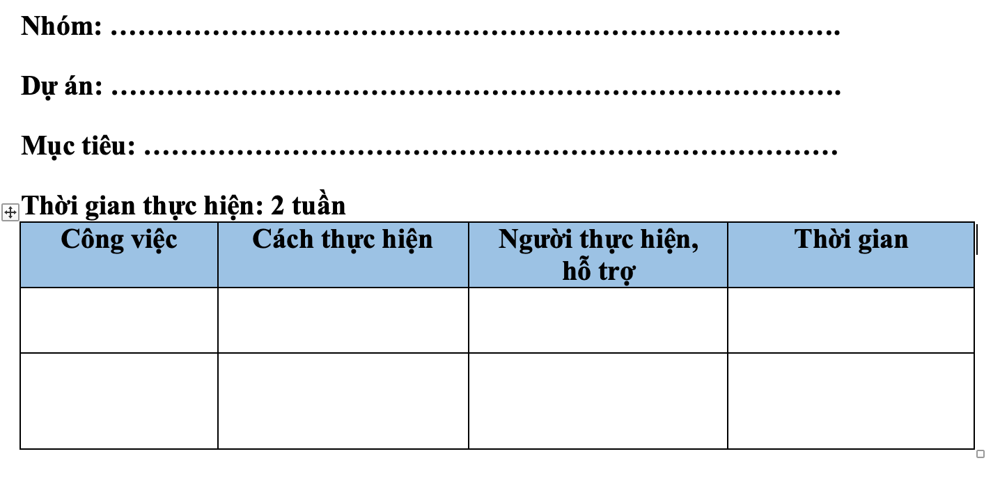 Nhóm: ………………………………………………………………………….
Dự án: ………………………………………………………………………….
Mục tiêu: ………………………………………………………………………
Thời gian thực hiện: 2 tuần
Công việc Cách thực hiện Người thực hiện, Thời gian
hỗ trợ